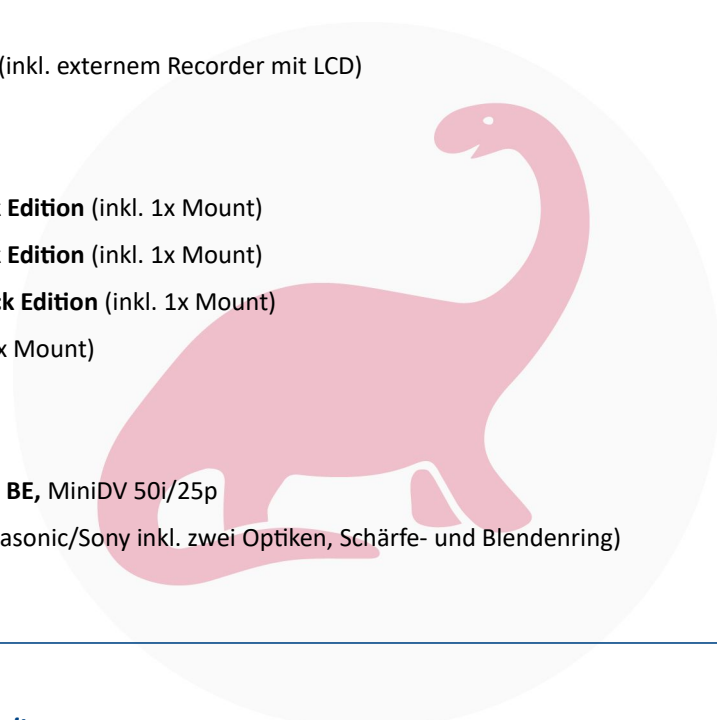 (inkl. externem Recorder mit LCD)
Edition (inkl. 1x Mount)
Edition (inkl. 1x Mount)
ck Edition (inkl. 1x Mount)
x Mount)
BE, MiniDV 50i/25p
asonic/Sony inkl. zwei Optiken, Schärfe- und Blendenring)